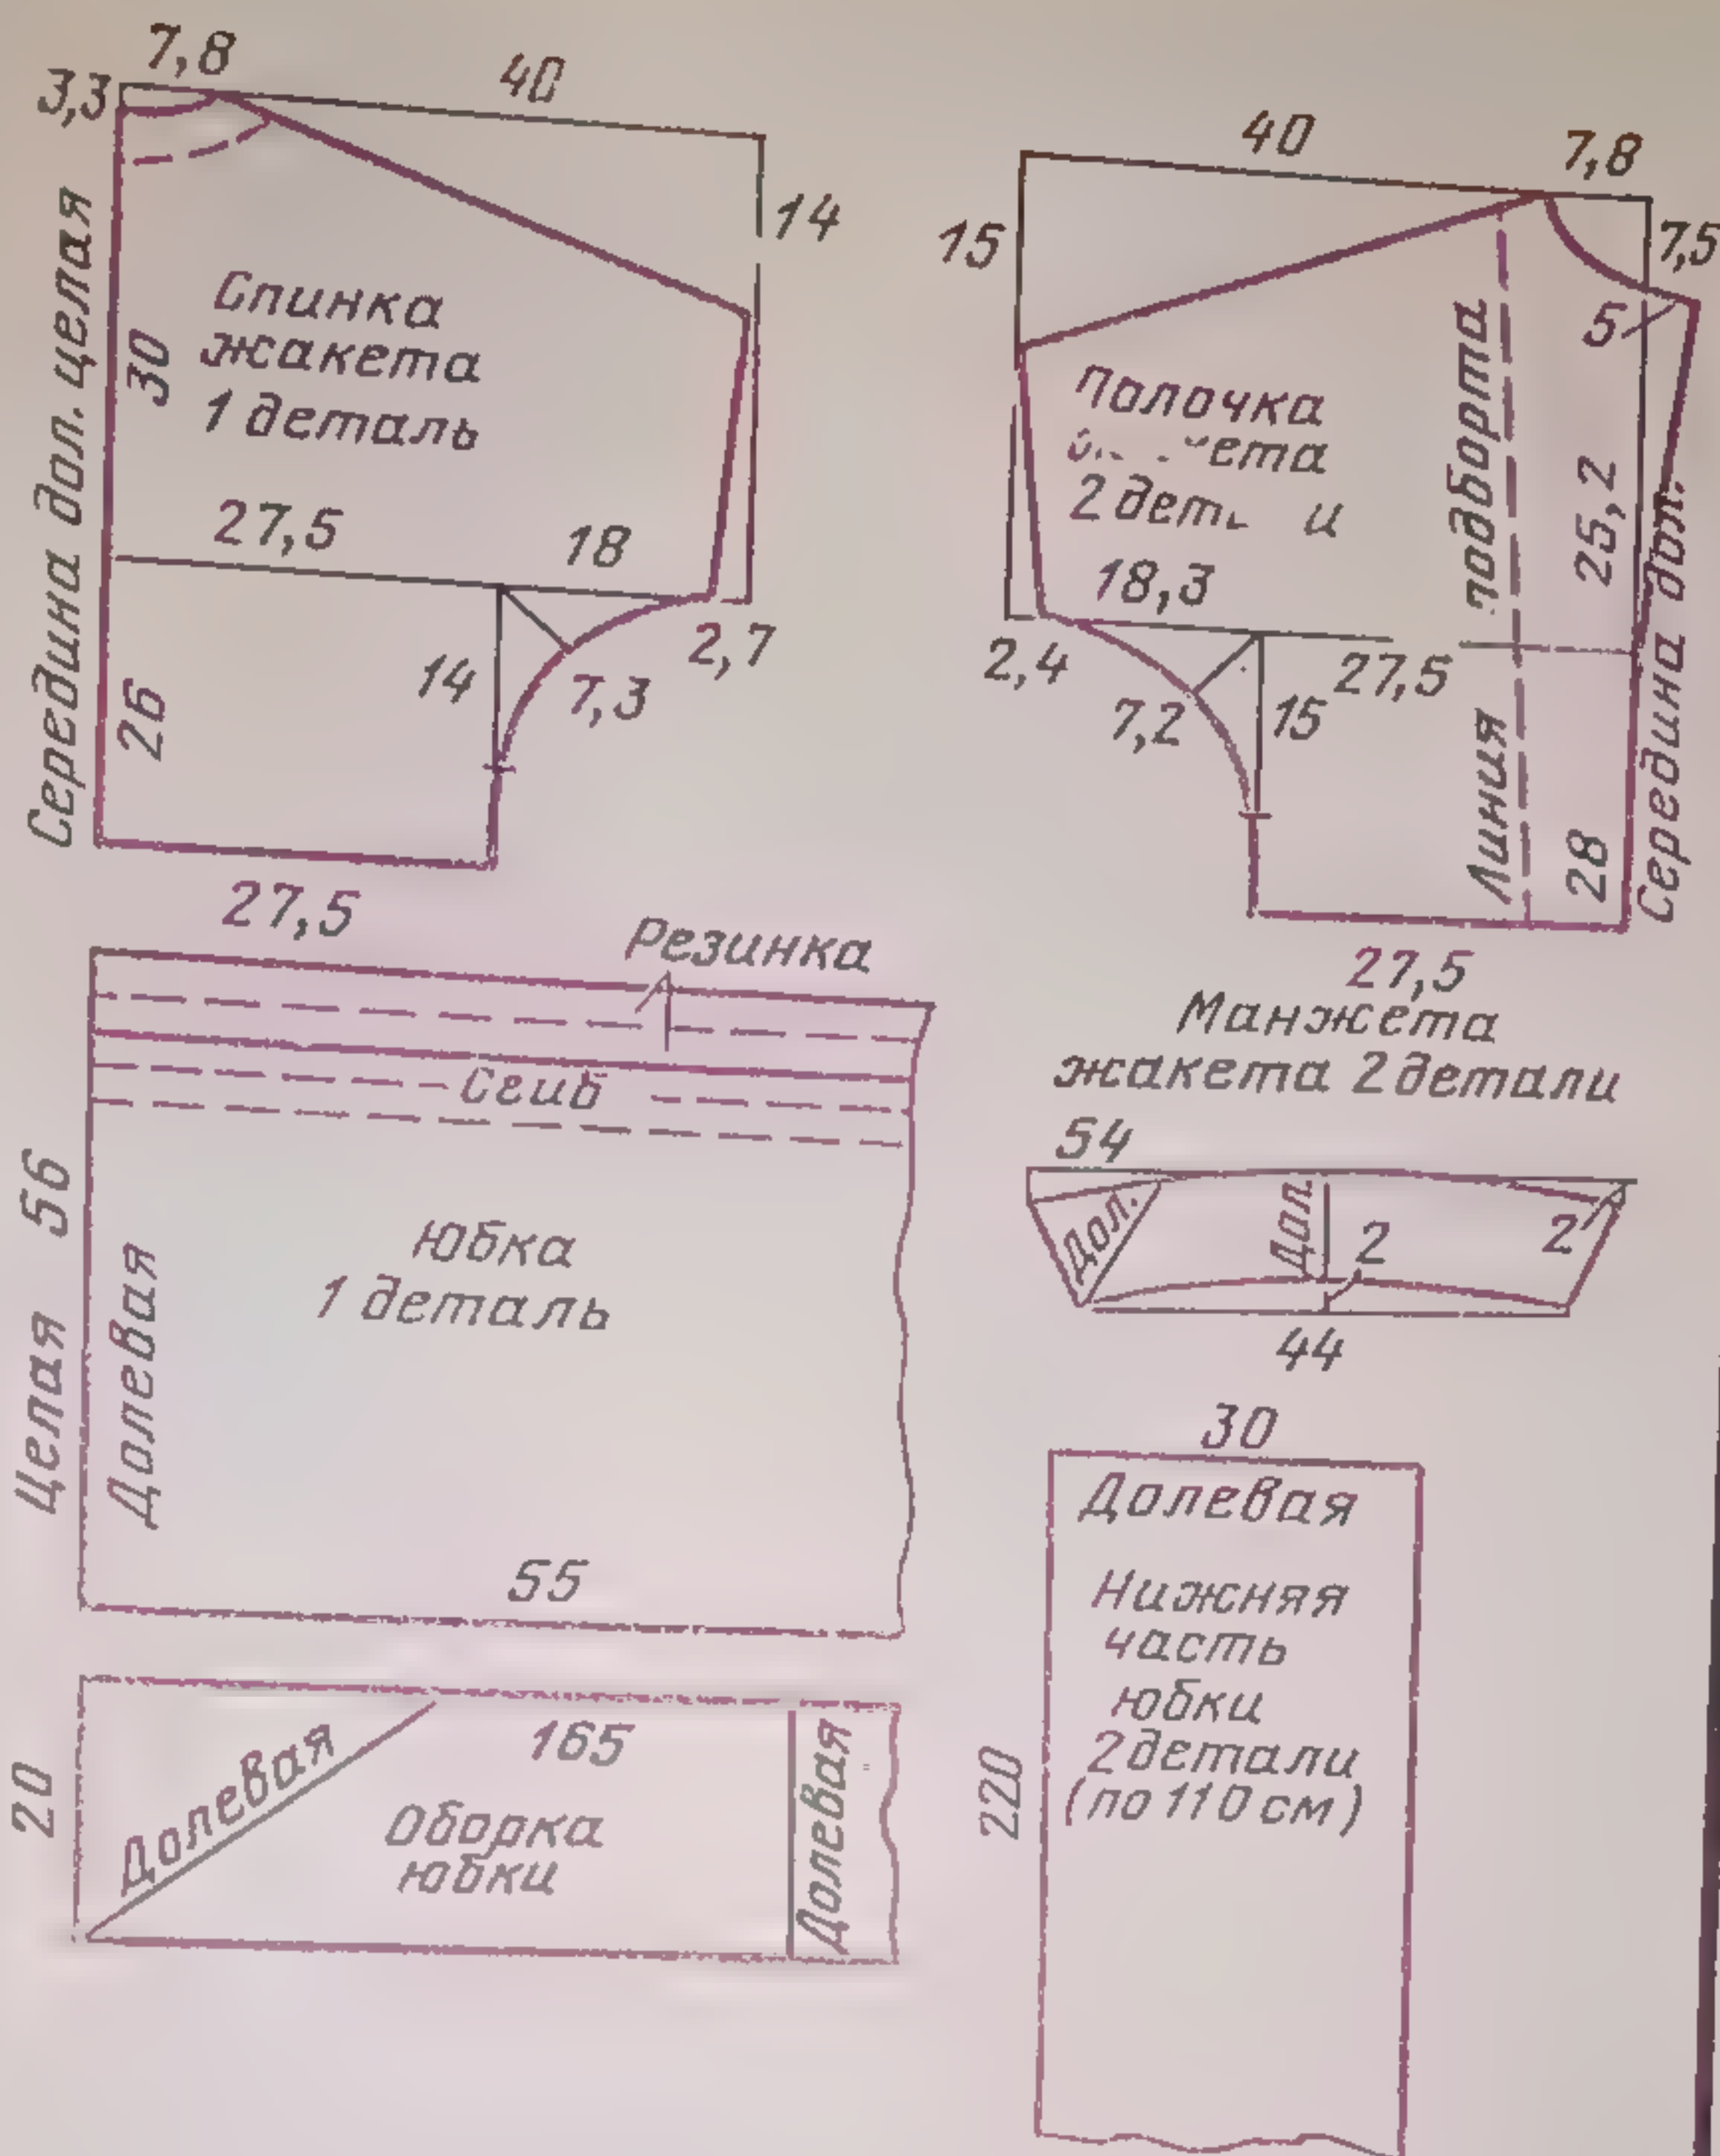 7,8
40
3,3
14
Середина дол. целая
Спинка
жакета
1 деталь
30
27,5
18
2,7
14
7,3
26
27,5
40
7,8
15
7,5
5
Полочка
2
25,2
Линия подборта
Середина дол.
18,3
2,4
27,5
7,2
15
28
27,5
Резинка
Сгиб
Целая 56
Долевая
Юбка
1 деталь
55
Манжета
жакета 2 детали
54
Дол.
Дол.
2
2
44
20
Долевая
165
Оборка
юбки
Долевая
30
Долевая
Нижняя
часть
юбки
2 детали
(по 110 см)
220